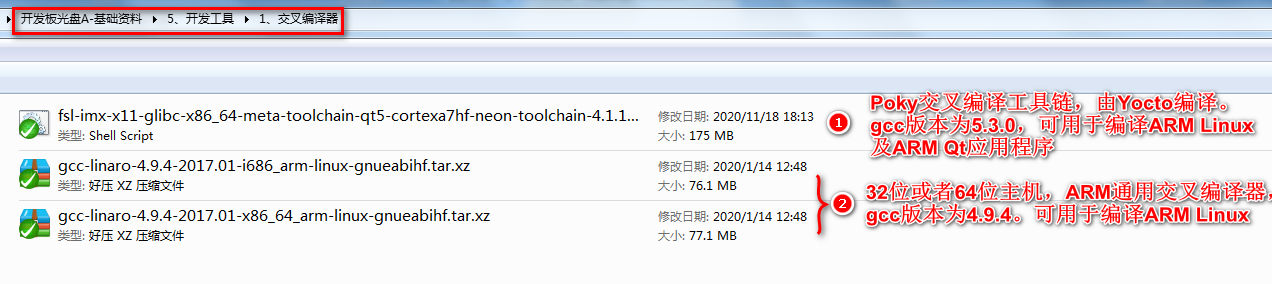 开发板光盘A-基础资料 ▸ 5、开发工具 ▸ 1、交叉编译器
fsl-imx-x11-glibc-x86_64-meta-toolchain-qt5-cortexa7hf-neon-toolchain-4.1.1...
类型: Shell Script
修改日期: 2020/11/18 18:13
大小: 175 MB
1
Poky交叉编译工具链，由Yocto编译。
gcc版本为5.3.0，可用于编译ARM Linux
及ARM Qt应用程序
gcc-linaro-4.9.4-2017.01-i686_arm-linux-gnueabihf.tar.xz
类型: 好压 XZ 压缩文件
修改日期: 2020/1/14 12:48
大小: 76.1 MB
gcc-linaro-4.9.4-2017.01-x86_64_arm-linux-gnueabihf.tar.xz
类型: 好压 XZ 压缩文件
修改日期: 2020/1/14 12:48
大小: 77.1 MB
2
32位或者64位主机，ARM通用交叉编译器，
gcc版本为4.9.4。可用于编译ARM Linux